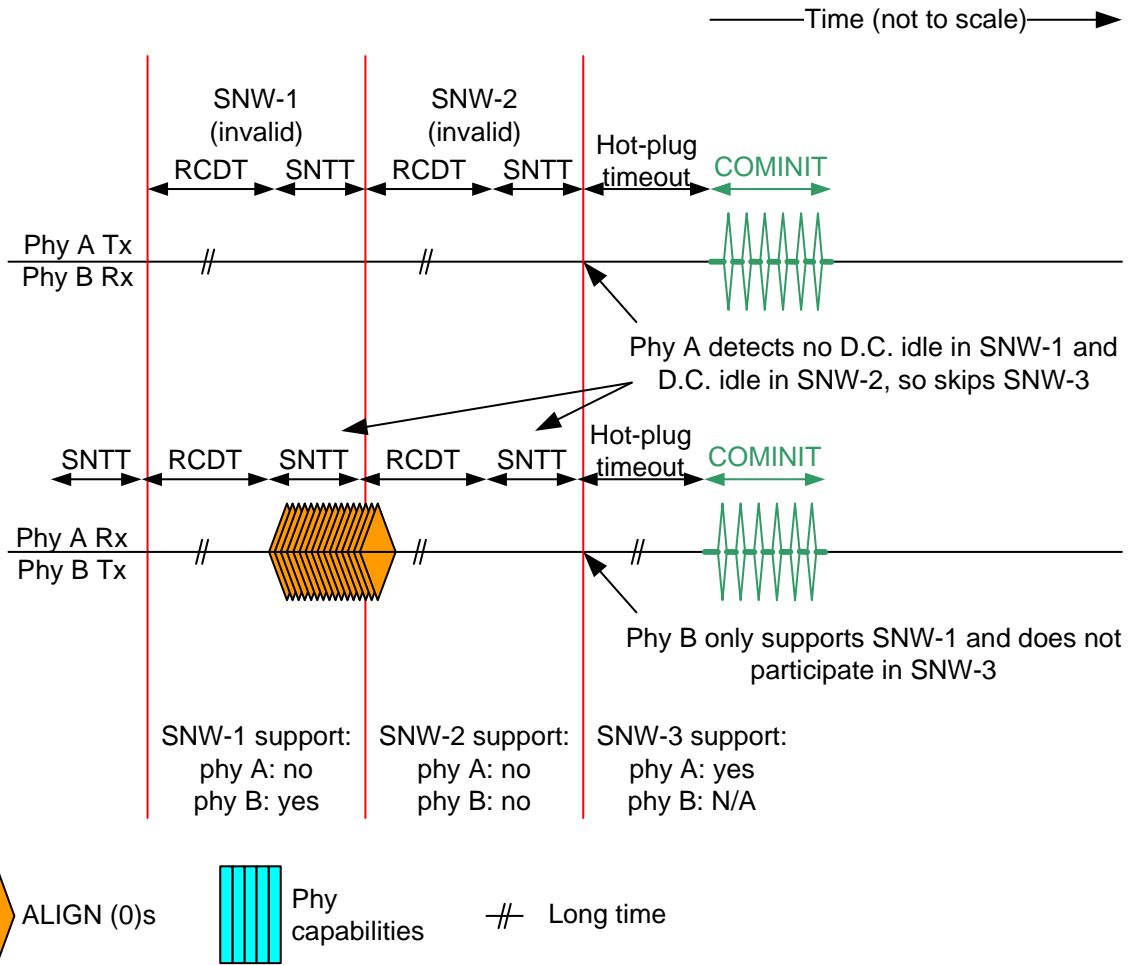 Time (not to scale)
SNW-1
(invalid)
SNW-2
(invalid)
RCDT
SNTT
RCDT
SNTT
Hot-plug
timeout
COMINIT
Phy A Tx
Phy B Rx
Phy A detects no D.C. idle in SNW-1 and
D.C. idle in SNW-2, so skips SNW-3
SNTT
RCDT
SNTT
RCDT
SNTT
Hot-plug
timeout
COMINIT
Phy A Rx
Phy B Tx
Phy B only supports SNW-1 and does not
participate in SNW-3
SNW-1 support:
phy A: no
phy B: yes
SNW-2 support:
phy A: no
phy B: no
SNW-3 support:
phy A: yes
phy B: N/A
ALIGN (0)s
Phy
capabilities
Long time